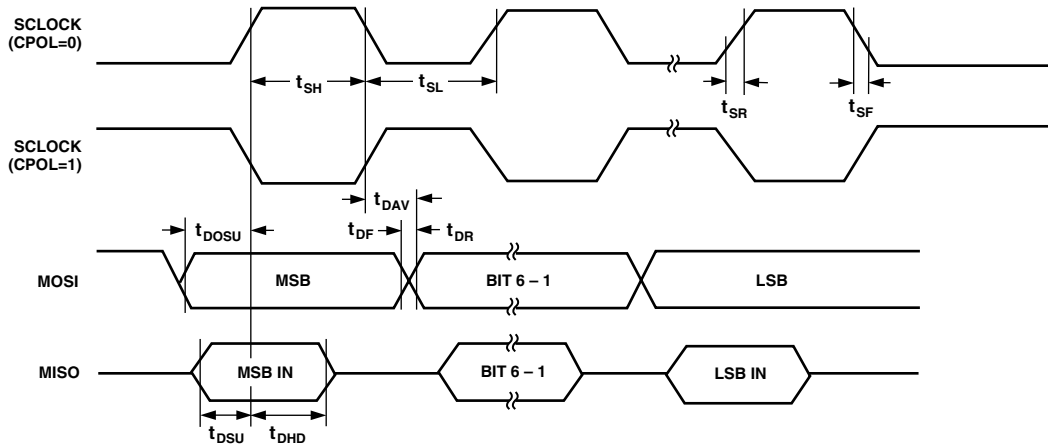 SCLOCK
(CPOL=0)
tSH
tSL
tSR
tSF
SCLOCK
(CPOL=1)
tDAV
tDOSU
tDF
tDR
MOSI
MSB
BIT 6 – 1
LSB
MISO
MSB IN
BIT 6 – 1
LSB IN
tDSU
tDHD